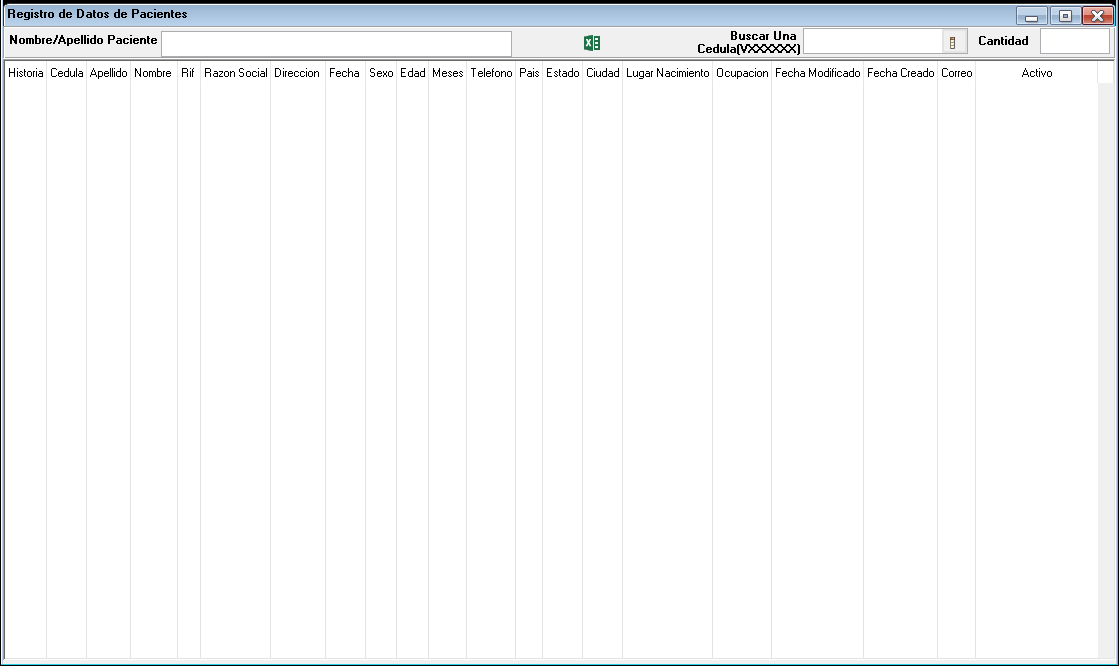 Registro de Datos de Pacientes
Nombre/Apellido Paciente
Buscar Una
Cedula(VXXXXXX)
Cantidad
Historia Cedula Apellido Nombre Rif Razon Social Direccion Fecha Sexo Edad Meses Telefono Pais Estado Ciudad Lugar Nacimiento Ocupacion Fecha Modificado Fecha Creado Correo Activo